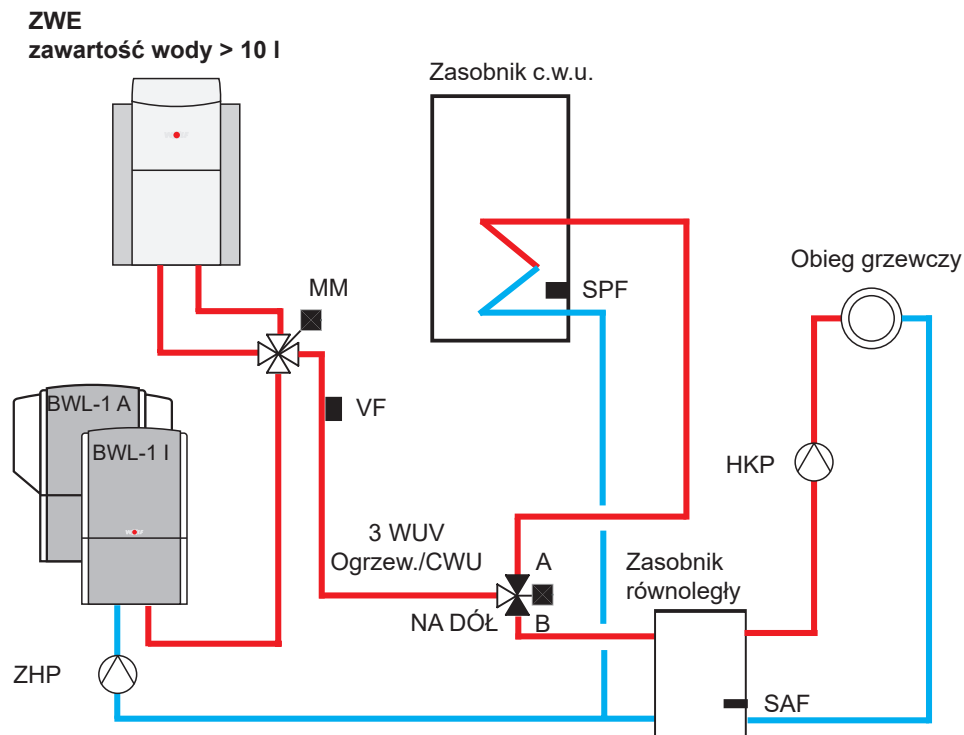 ZWE
zawartość wody > 10 l
Zasobnik c.w.u.
MM
SPF
Obieg grzewczy
VF
BWL-1 A
BWL-1 I
HKP
3 WUV
Ogrzew./CWU
A
Zasobnik
równoległy
NA DÓŁ
B
ZHP
SAF